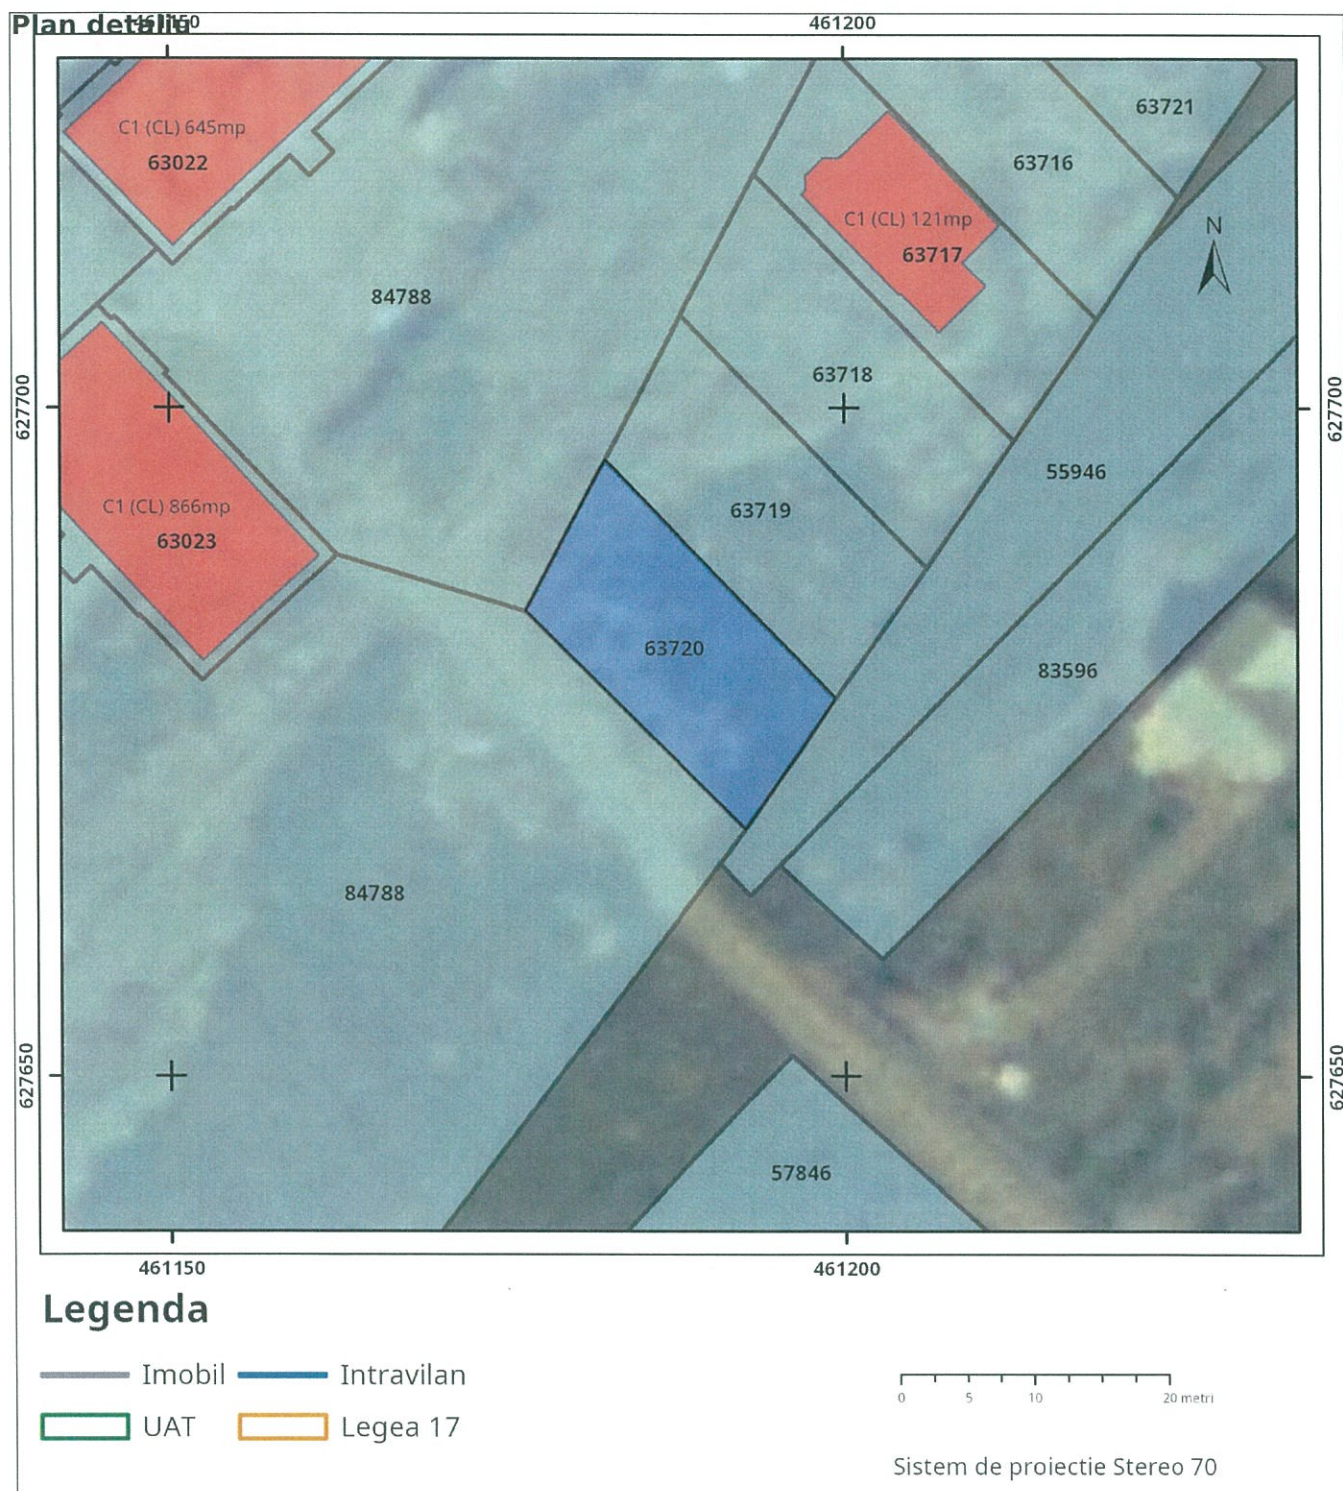 Plan detaliu
461150
461200
63721
C1 (CL) 645mp
63022
63716
C1 (CL) 121mp
63717
N
84788
63718
627700
627700
55946
C1 (CL) 866mp
63023
63719
63720
83596
84788
627650
627650
57846
461150
461200
Legenda
Imobil
Intravilan
UAT
Legea 17
0 5 10 20 metri
Sistem de proiectie Stereo 70